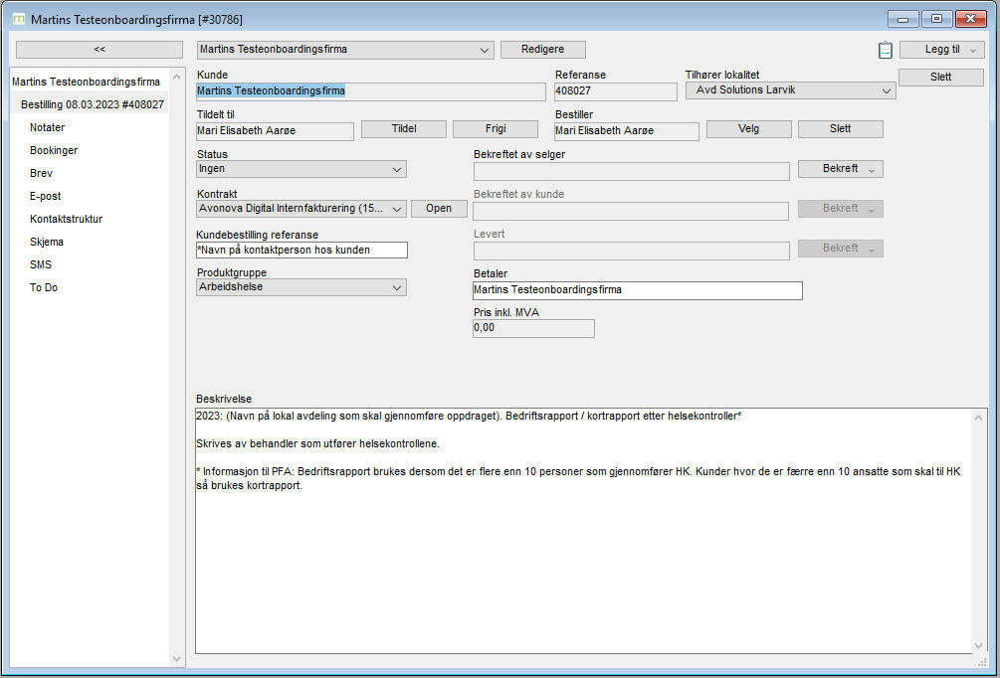 m Martins Testeonboardingsfirma [#30786]
<<
Martins Testeonboardingsfirma
Redigere
Legg til
Martins Testeonboardingsfirma
Bestilling 08.03.2023 #408027
Notater
Bookinger
Brev
E-post
Kontaktstruktur
Skjema
SMS
To Do
Kunde
Referanse
Tilhører lokalitet
Slett
Martins Testeonboardingsfirma
408027
Avd Solutions Larvik
Tildelt til
Bestiller
Mari Elisabeth Aarøe
Tildel
Frigi
Mari Elisabeth Aarøe
Velg
Slett
Status
Bekreftet av selger
Ingen
Bekreft
Kontrakt
Bekreftet av kunde
Avonova Digital Internfakturering (15...
Open
Bekreft
Kundebestilling referanse
Levert
*Navn på kontaktperson hos kunden
Bekreft
Produktgruppe
Betaler
Arbeidshelse
Martins Testeonboardingsfirma
Pris inkl. MVA
0,00
Beskrivelse
2023: (Navn på lokal avdeling som skal gjennomføre oppdraget). Bedriftsrapport / kortrapport etter helsekontroller*
Skrives av behandler som utfører helsekontrollene.
* Informasjon til PFA: Bedriftsrapport brukes dersom det er flere enn 10 personer som gjennomfører HK. Kunder hvor de er færre enn 10 ansatte som skal til HK
så brukes kortrapport.